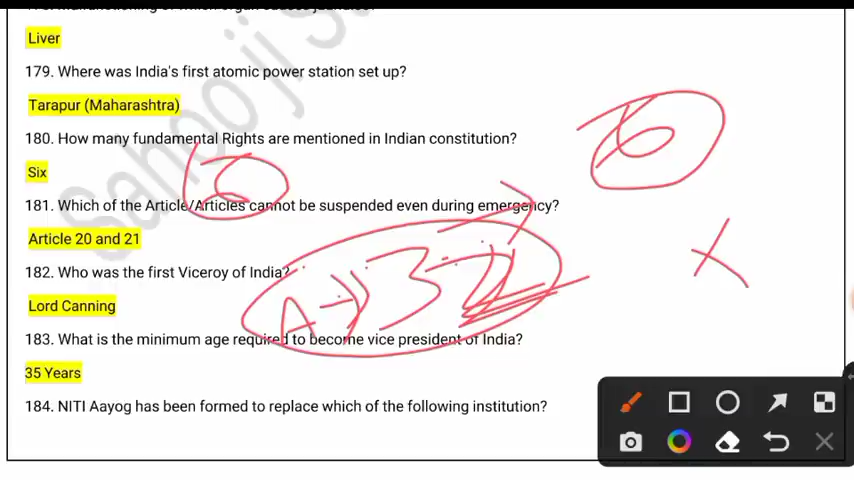 Liver
179. Where was India's first atomic power station set up?
Tarapur (Maharashtra)
180. How many fundamental Rights are mentioned in Indian constitution?
Six
181. Which of the Article/Articles cannot be suspended even during emergency?
Article 20 and 21
182. Who was the first Viceroy of India?
Lord Canning
183. What is the minimum age required to become vice president of India?
35 Years
184. NITI Aayog has been formed to replace which of the following institution?
Sahoo ji S